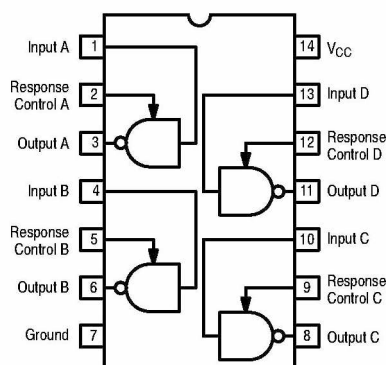 Input A 1
Response
Control A 2
Output A 3
Input B 4
Response
Control B 5
Output B 6
Ground 7
14 VCC
13 Input D
12 Response
Control D
11 Output D
10 Input C
9 Response
Control C
8 Output C